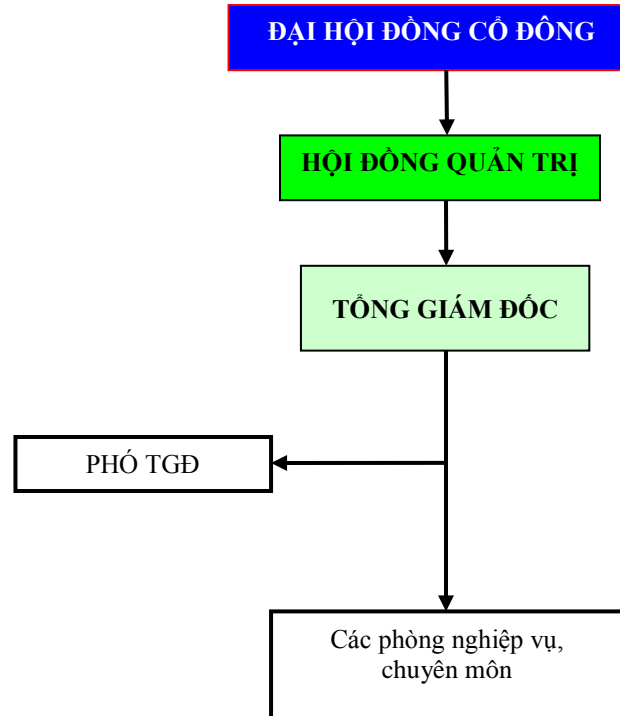 ĐẠI HỘI ĐỒNG CỔ ĐÔNG
HỘI ĐỒNG QUẢN TRỊ
TỔNG GIÁM ĐỐC
PHÓ TGĐ
Các phòng nghiệp vụ,
chuyên môn